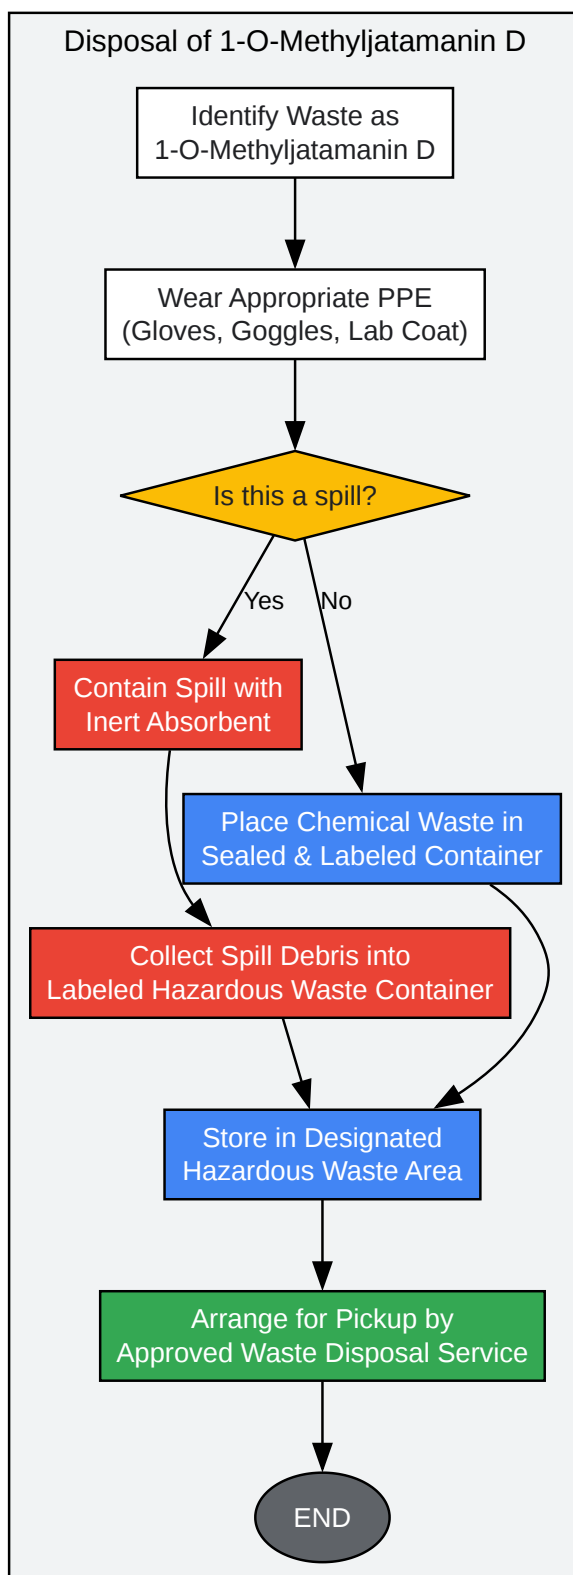 Disposal of 1-O-Methyljatamanin D
Identify Waste as
1-O-Methyljatamanin D
Wear Appropriate PPE
(Gloves, Goggles, Lab Coat)
Is this a spill?
Yes
No
Contain Spill with
Inert Absorbent
Place Chemical Waste in
Sealed & Labeled Container
Collect Spill Debris into
Labeled Hazardous Waste Container
Store in Designated
Hazardous Waste Area
Arrange for Pickup by
Approved Waste Disposal Service
END